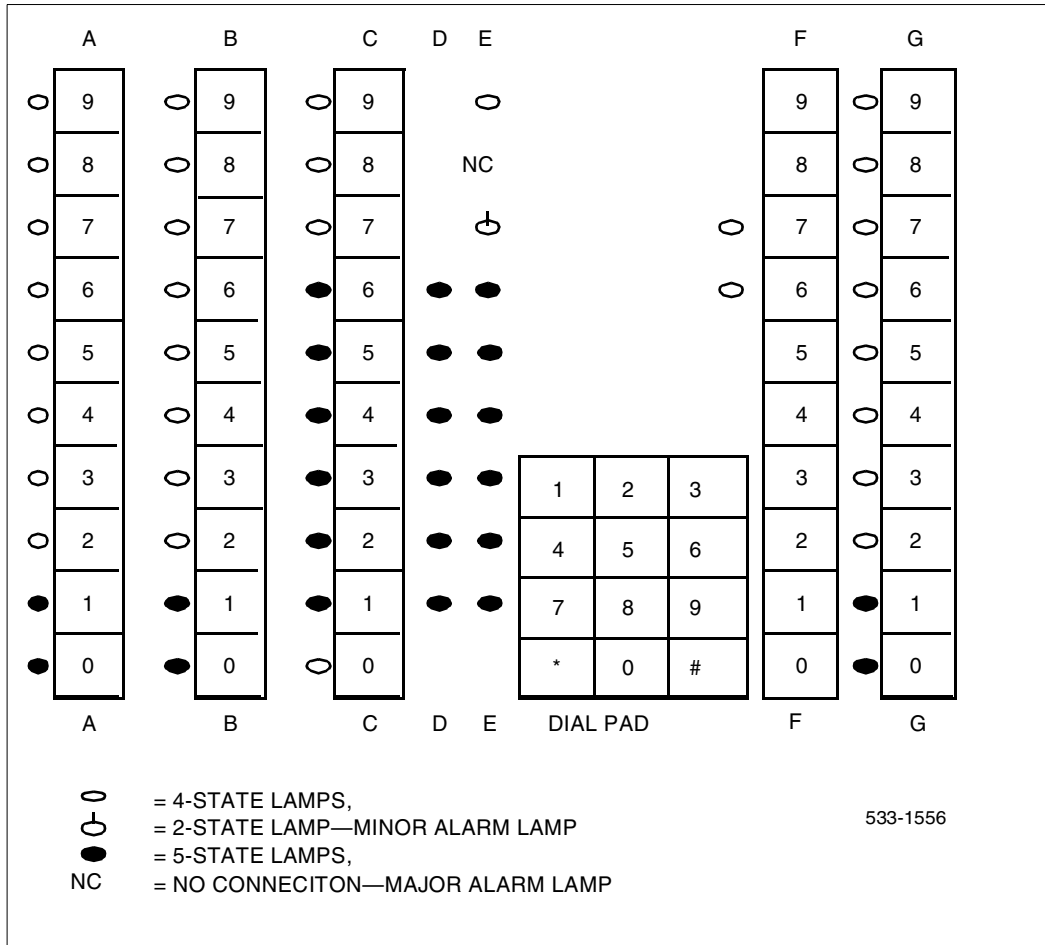 A B C D E F G
9 9 9 9 9
8 8 8 NC 8 8
7 7 7 7 7
6 6 6 6 6
5 5 5 5 5
4 4 4 4 4
3 3 3 1 2 3 3 3
2 2 2 4 5 6 2 2
1 1 1 7 8 9 1 1
0 0 0 * 0 # 0 0
A B C D E DIAL PAD F G
= 4-STATE LAMPS,
= 2-STATE LAMP—MINOR ALARM LAMP 533-1556
= 5-STATE LAMPS,
NC = NO CONNECITON—MAJOR ALARM LAMP